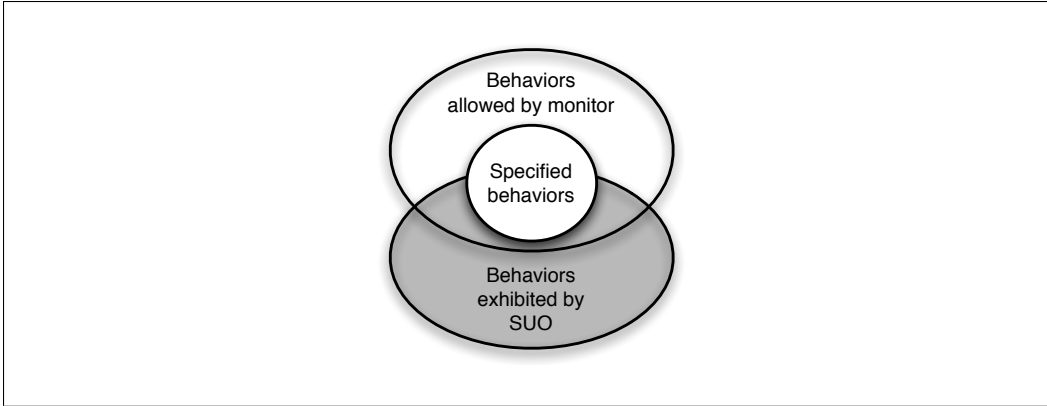 Behaviors
allowed by monitor
Specified
behaviors
Behaviors
exhibited by
SUO